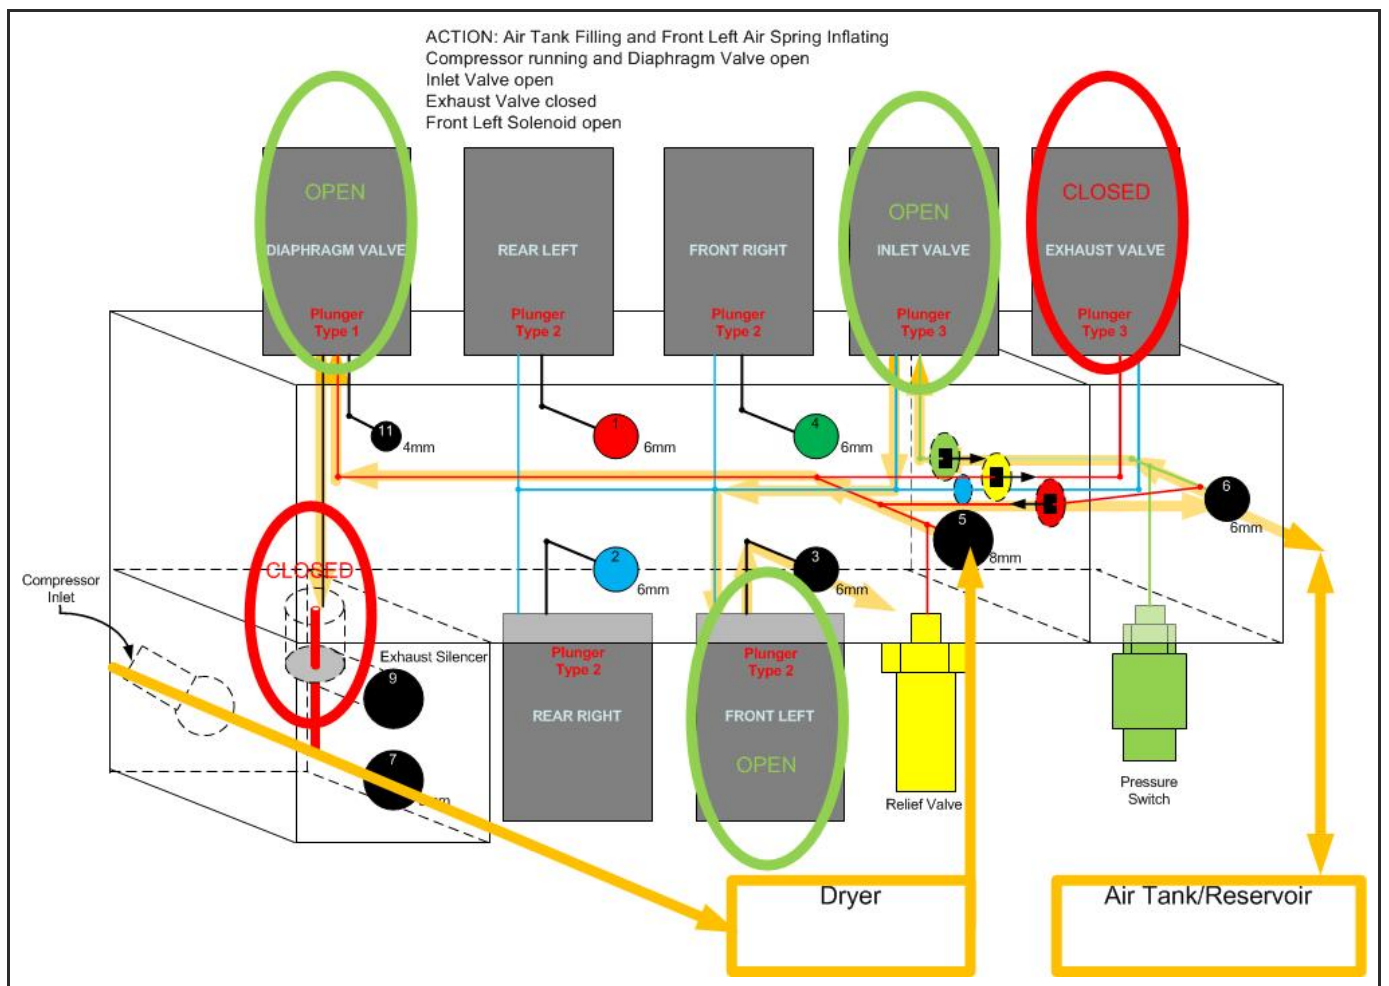 ACTION: Air Tank Filling and Front Left Air Spring Inflating
Compressor running and Diaphragm Valve open
Inlet Valve open
Exhaust Valve closed
Front Left Solenoid open
OPEN
DIAPHRAGM VALVE
Plunger
Type 1
REAR LEFT
Plunger
Type 2
FRONT RIGHT
Plunger
Type 2
OPEN
INLET VALVE
Plunger
Type 3
CLOSED
EXHAUST VALVE
Plunger
Type 3
11
4mm
1
6mm
4
6mm
6
6mm
5
8mm
2
6mm
3
6mm
CLOSED
Compressor
Inlet
Exhaust Silencer
9
7
Plunger
Type 2
REAR RIGHT
Plunger
Type 2
FRONT LEFT
OPEN
Relief Valve
Pressure
Switch
Dryer
Air Tank/Reservoir